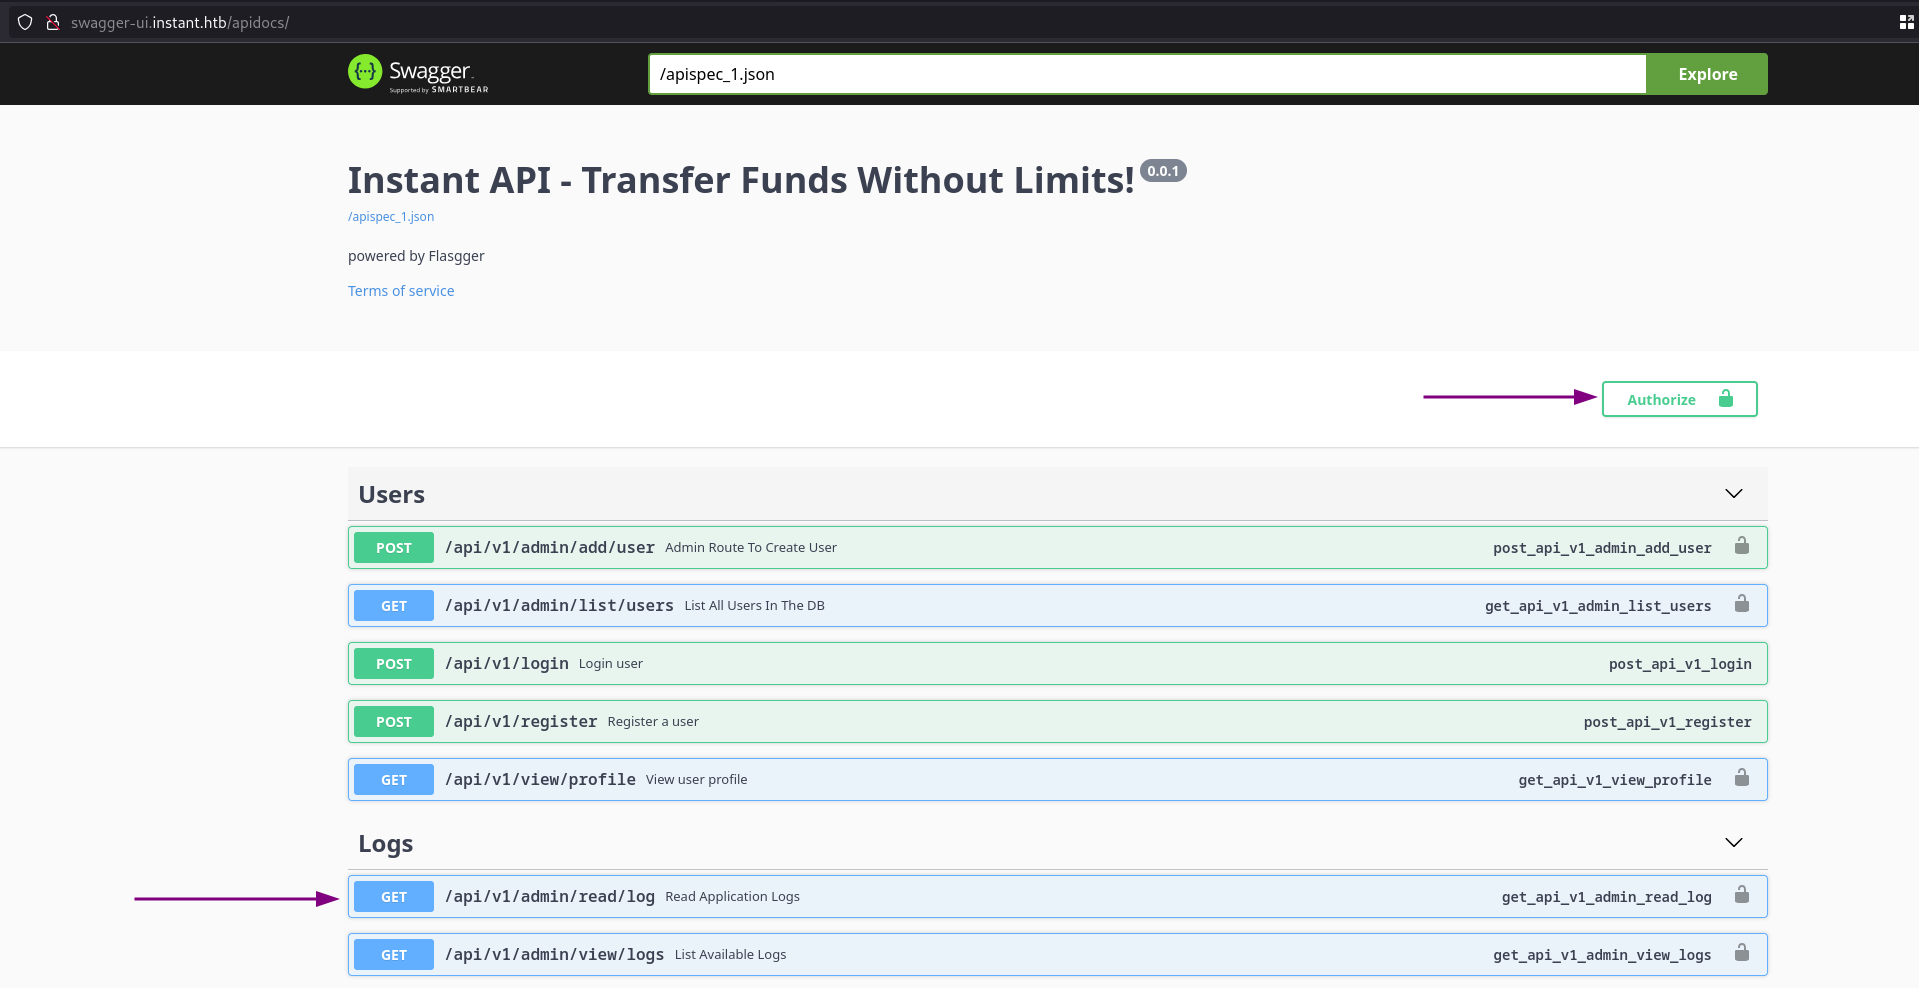 swagger-ui.instant.htb/apidocs/
Swagger.
Supported by SMARTBEAR
/apispec_1.json
Explore
Instant API - Transfer Funds Without Limits! 0.0.1
/apispec_1.json
powered by Flasgger
Terms of service
Authorize
Users
POST /api/v1/admin/add/user Admin Route To Create User post_api_v1_admin_add_user
GET /api/v1/admin/list/users List All Users In The DB get_api_v1_admin_list_users
POST /api/v1/login Login user post_api_v1_login
POST /api/v1/register Register a user post_api_v1_register
GET /api/v1/view/profile View user profile get_api_v1_view_profile
Logs
GET /api/v1/admin/read/log Read Application Logs get_api_v1_admin_read_log
GET /api/v1/admin/view/logs List Available Logs get_api_v1_admin_view_logs